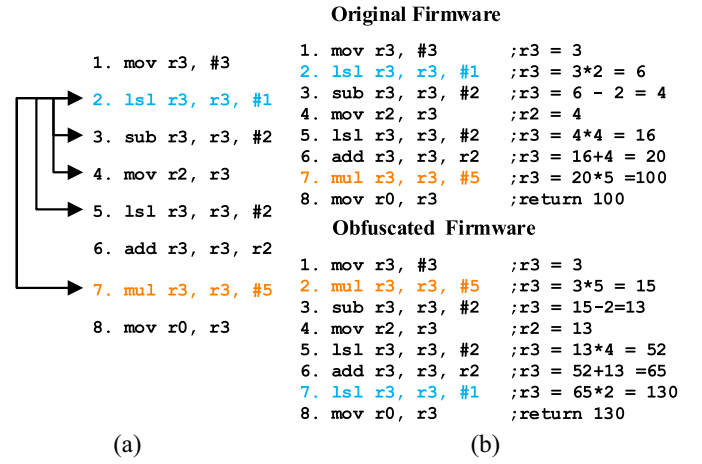 1. mov r3, #3
2. lsl r3, r3, #1
3. sub r3, r3, #2
4. mov r2, r3
5. lsl r3, r3, #2
6. add r3, r3, r2
7. mul r3, r3, #5
8. mov r0, r3
(a)
Original Firmware
1. mov r3, #3 ;r3 = 3
2. lsl r3, r3, #1 ;r3 = 3*2 = 6
3. sub r3, r3, #2 ;r3 = 6 - 2 = 4
4. mov r2, r3 ;r2 = 4
5. lsl r3, r3, #2 ;r3 = 4*4 = 16
6. add r3, r3, r2 ;r3 = 16+4 = 20
7. mul r3, r3, #5 ;r3 = 20*5 =100
8. mov r0, r3 ;return 100
Obfuscated Firmware
1. mov r3, #3 ;r3 = 3
2. mul r3, r3, #5 ;r3 = 3*5 = 15
3. sub r3, r3, #2 ;r3 = 15-2=13
4. mov r2, r3 ;r2 = 13
5. lsl r3, r3, #2 ;r3 = 13*4 = 52
6. add r3, r3, r2 ;r3 = 52+13 =65
7. lsl r3, r3, #1 ;r3 = 65*2 = 130
8. mov r0, r3 ;return 130
(b)